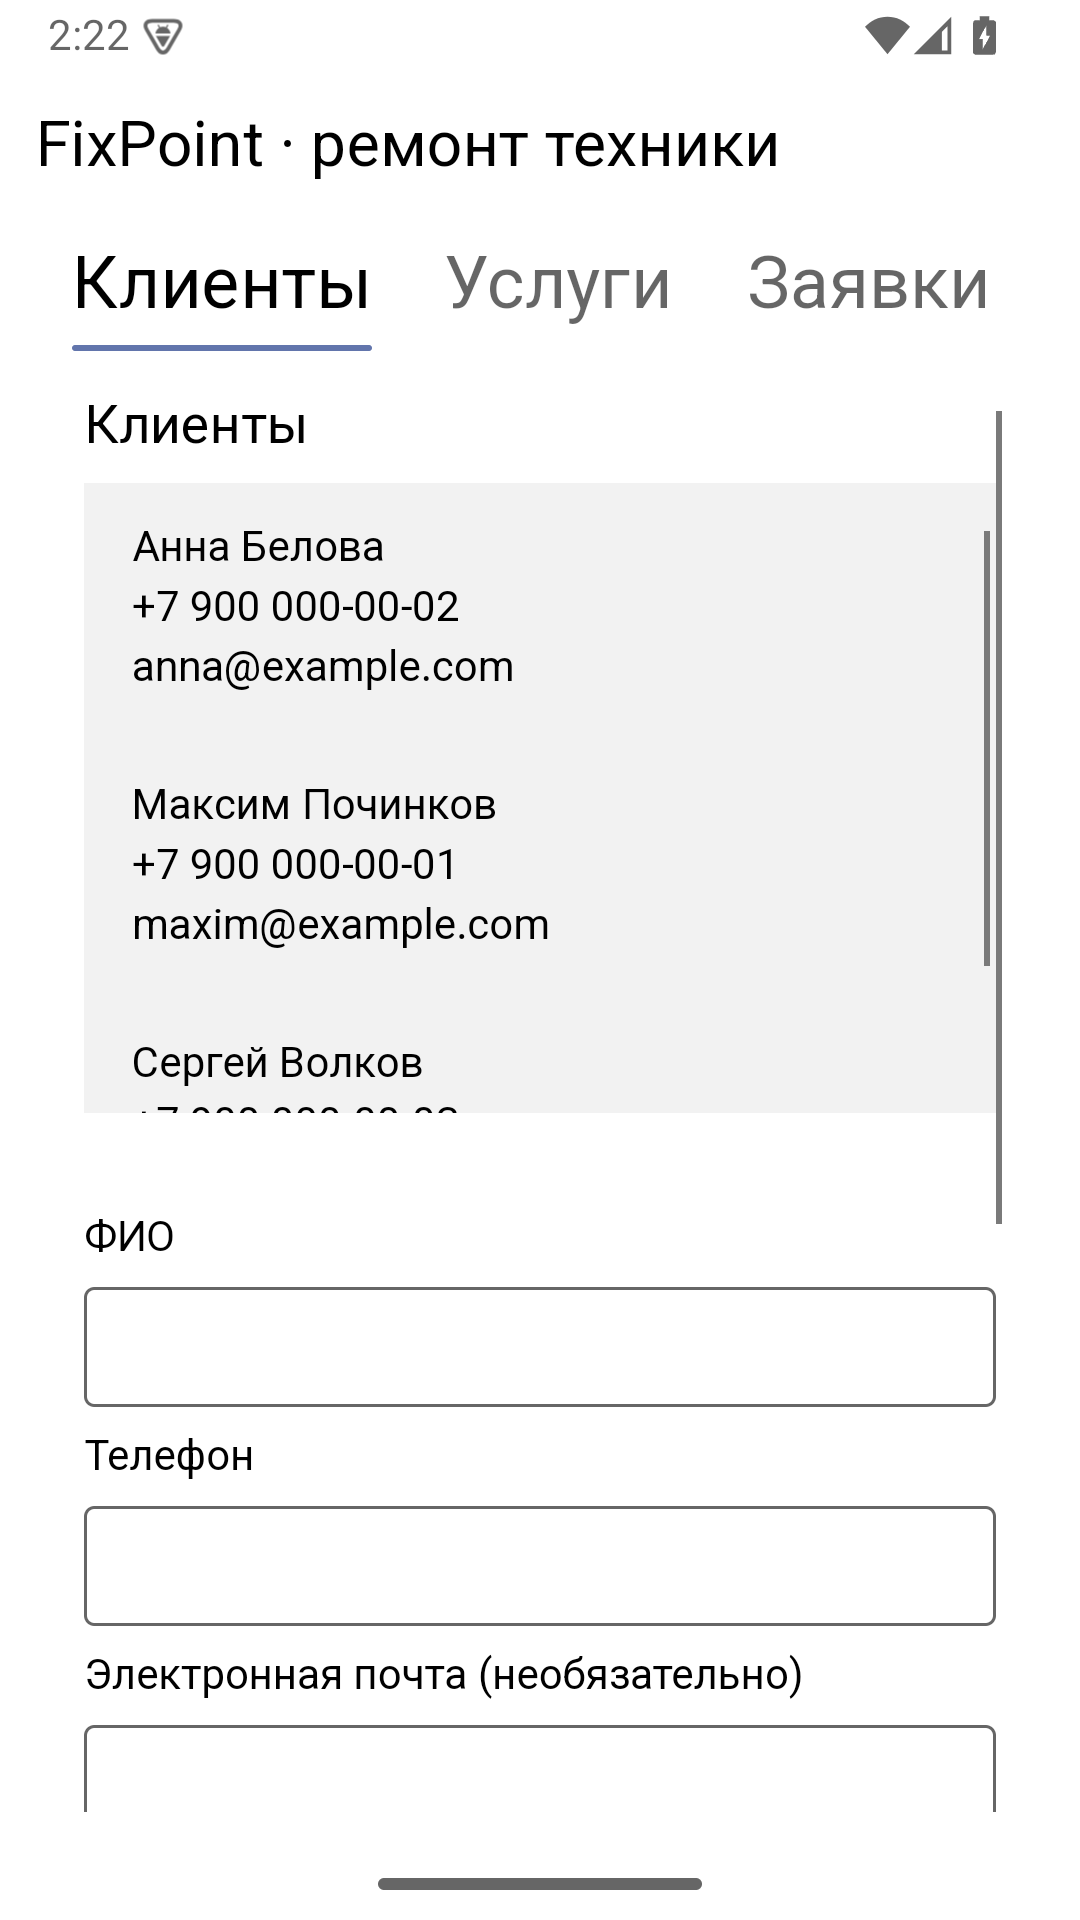 2:22
FixPoint · ремонт техники
Клиенты Услуги Заявки
Клиенты
Анна Белова
+7 900 000-00-02
anna@example.com
Максим Починков
+7 900 000-00-01
maxim@example.com
Сергей Волков
ФИО
Телефон
Электронная почта (необязательно)